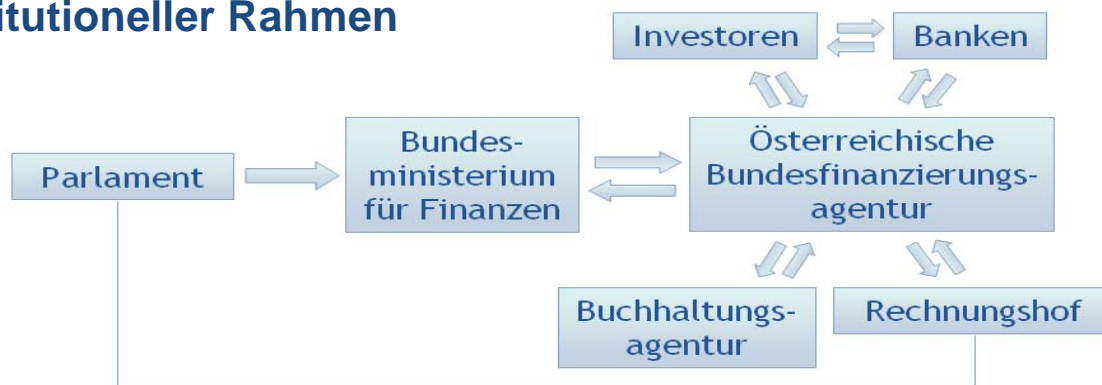 itutioneller Rahmen
Investoren
Banken
Parlament
Bundes-
ministerium
für Finanzen
Österreichische
Bundesfinanzierungs-
agentur
Buchhaltungs-
agentur
Rechnungshof